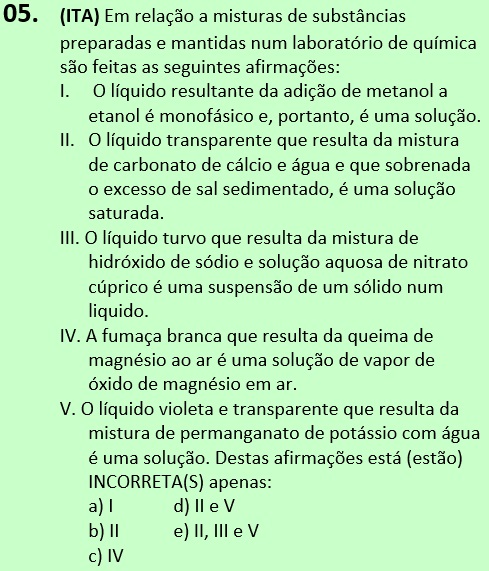 05. (ITA) Em relação a misturas de substâncias
preparadas e mantidas num laboratório de química
são feitas as seguintes afirmações:
I. O líquido resultante da adição de metanol a
etanol é monofásico e, portanto, é uma solução.
II. O líquido transparente que resulta da mistura
de carbonato de cálcio e água e que sobrenada
o excesso de sal sedimentado, é uma solução
saturada.
III. O líquido turvo que resulta da mistura de
hidróxido de sódio e solução aquosa de nitrato
cúprico é uma suspensão de um sólido num
liquido.
IV. A fumaça branca que resulta da queima de
magnésio ao ar é uma solução de vapor de
óxido de magnésio em ar.
V. O líquido violeta e transparente que resulta da
mistura de permanganato de potássio com água
é uma solução. Destas afirmações está (estão)
INCORRETA(S) apenas:
a) I d) II e V
b) II e) II, III e V
c) IV